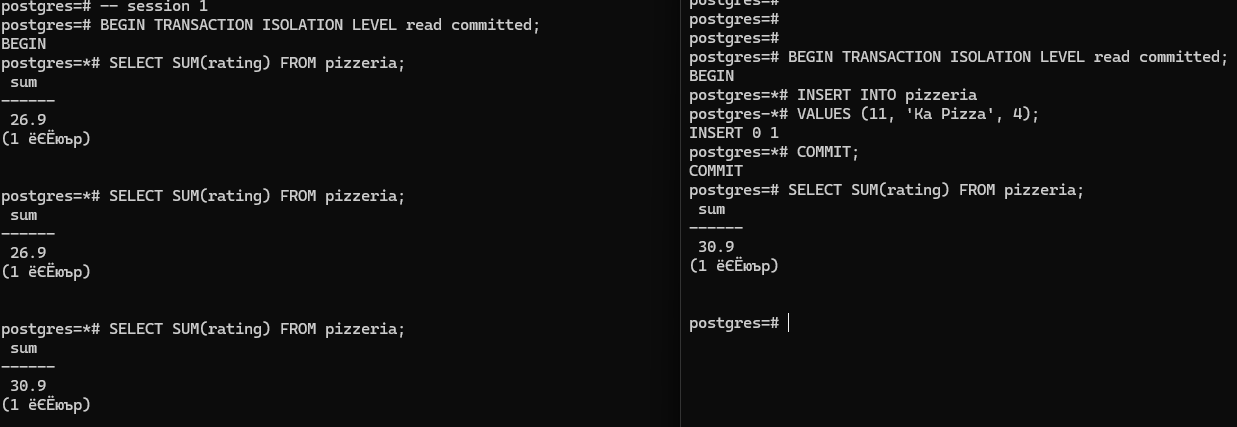 postgres=# -- session 1
postgres=# BEGIN TRANSACTION ISOLATION LEVEL read committed;
BEGIN
postgres=*# SELECT SUM(rating) FROM pizzeria;
 sum
------
 26.9
(1 ёЄЁюър)
postgres=*# SELECT SUM(rating) FROM pizzeria;
 sum
------
 26.9
(1 ёЄЁюър)
postgres=*# SELECT SUM(rating) FROM pizzeria;
 sum
------
 30.9
(1 ёЄЁюър)
postgres=#
postgres=#
postgres=#
postgres=# BEGIN TRANSACTION ISOLATION LEVEL read committed;
BEGIN
postgres=*# INSERT INTO pizzeria
postgres-*# VALUES (11, 'Ka Pizza', 4);
INSERT 0 1
postgres=*# COMMIT;
COMMIT
postgres=# SELECT SUM(rating) FROM pizzeria;
 sum
------
 30.9
(1 ёЄЁюър)
postgres=#